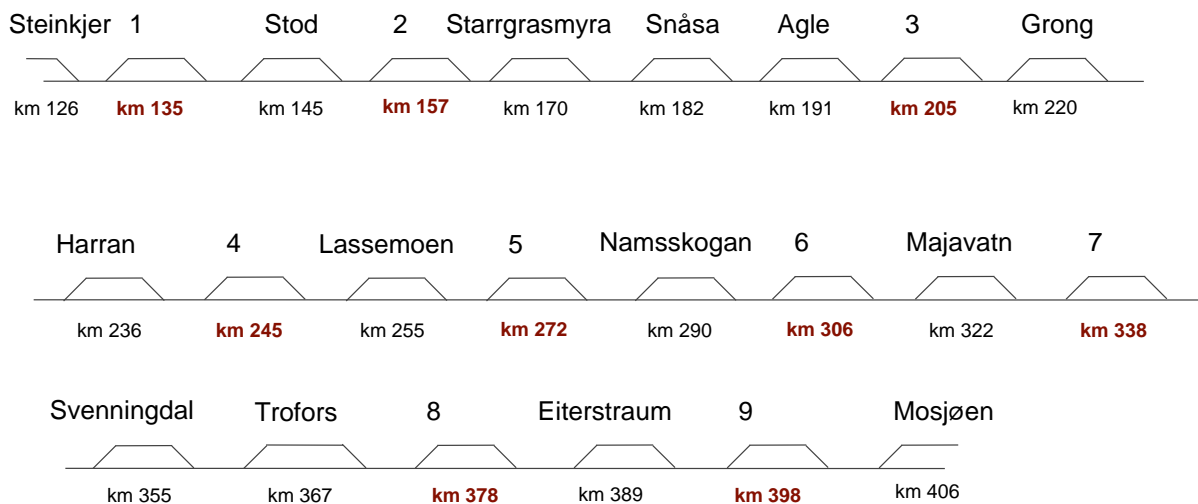 Steinkjer 1 Stod 2 Starrgrasmyra Snåsa Agle 3 Grong
km 126 km 135 km 145 km 157 km 170 km 182 km 191 km 205 km 220
Harran 4 Lassemoen 5 Namsskogan 6 Majavatn 7
km 236 km 245 km 255 km 272 km 290 km 306 km 322 km 338
Svenningdal Trofors 8 Eiterstraum 9 Mosjøen
km 355 km 367 km 378 km 389 km 398 km 406